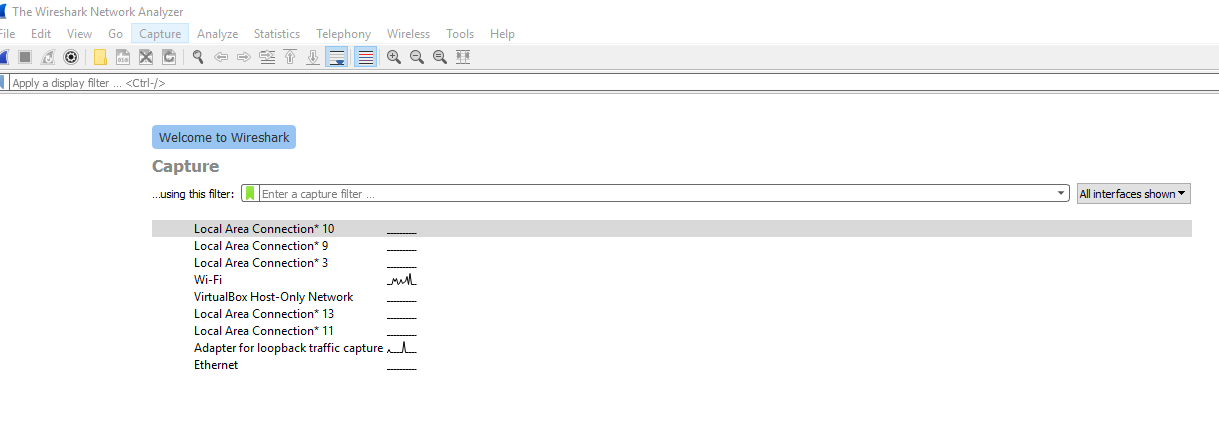 The Wireshark Network Analyzer
File Edit View Go Capture Analyze Statistics Telephony Wireless Tools Help
Apply a display filter ... <Ctrl-/>
Welcome to Wireshark
Capture
...using this filter: Enter a capture filter ... All interfaces shown
Local Area Connection* 10
Local Area Connection* 9
Local Area Connection* 3
Wi-Fi
VirtualBox Host-Only Network
Local Area Connection* 13
Local Area Connection* 11
Adapter for loopback traffic capture
Ethernet